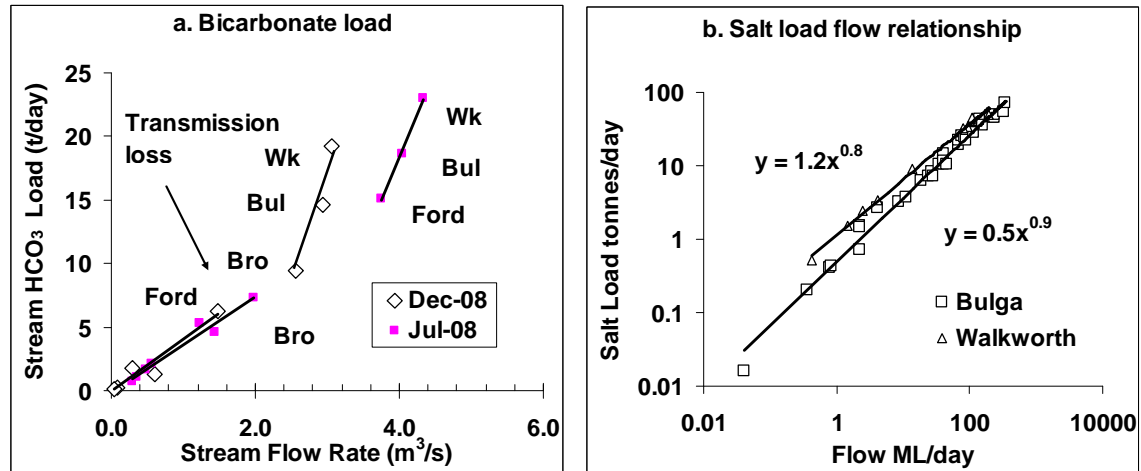 a. Bicarbonate load
Stream HCO₃ Load (t/day)
25
20
15
10
5
0
Transmission
loss
Wk
Wk
Bul
Bul
Ford
Bro
Ford
Bro
Dec-08
Jul-08
0.0 2.0 4.0 6.0
Stream Flow Rate (m³/s)
b. Salt load flow relationship
Salt Load tonnes/day
100
10
1
0.1
0.01
y = 1.2x^0.8
y = 0.5x^0.9
Bulga
Walkworth
0.01 1 100 10000
Flow ML/day